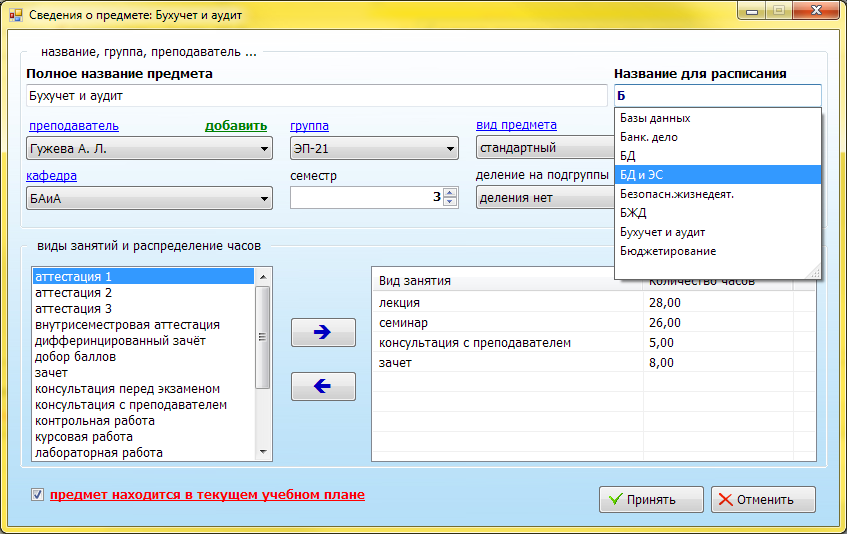 Сведения о предмете: Бухучет и аудит
название, группа, преподаватель ...
Полное название предмета
Название для расписания
Бухучет и аудит
Б
преподаватель
добавить
группа
вид предмета
Гужева А. Л.
ЭП-21
стандартный
кафедра
семестр
деление на подгруппы
БАиА
3
деления нет
Базы данных
Банк. дело
БД
БД и ЭС
Безопасн.жизнедеят.
БЖД
Бухучет и аудит
Бюджетирование
виды занятий и распределение часов
аттестация 1
аттестация 2
аттестация 3
внутрисеместровая аттестация
дифференцированный зачёт
добор баллов
зачет
консультация перед экзаменом
консультация с преподавателем
контрольная работа
курсовая работа
лабораторная работа
Вид занятия
Количество часов
лекция
28,00
семинар
26,00
консультация с преподавателем
5,00
зачет
8,00
предмет находится в текущем учебном плане
Принять
Отменить